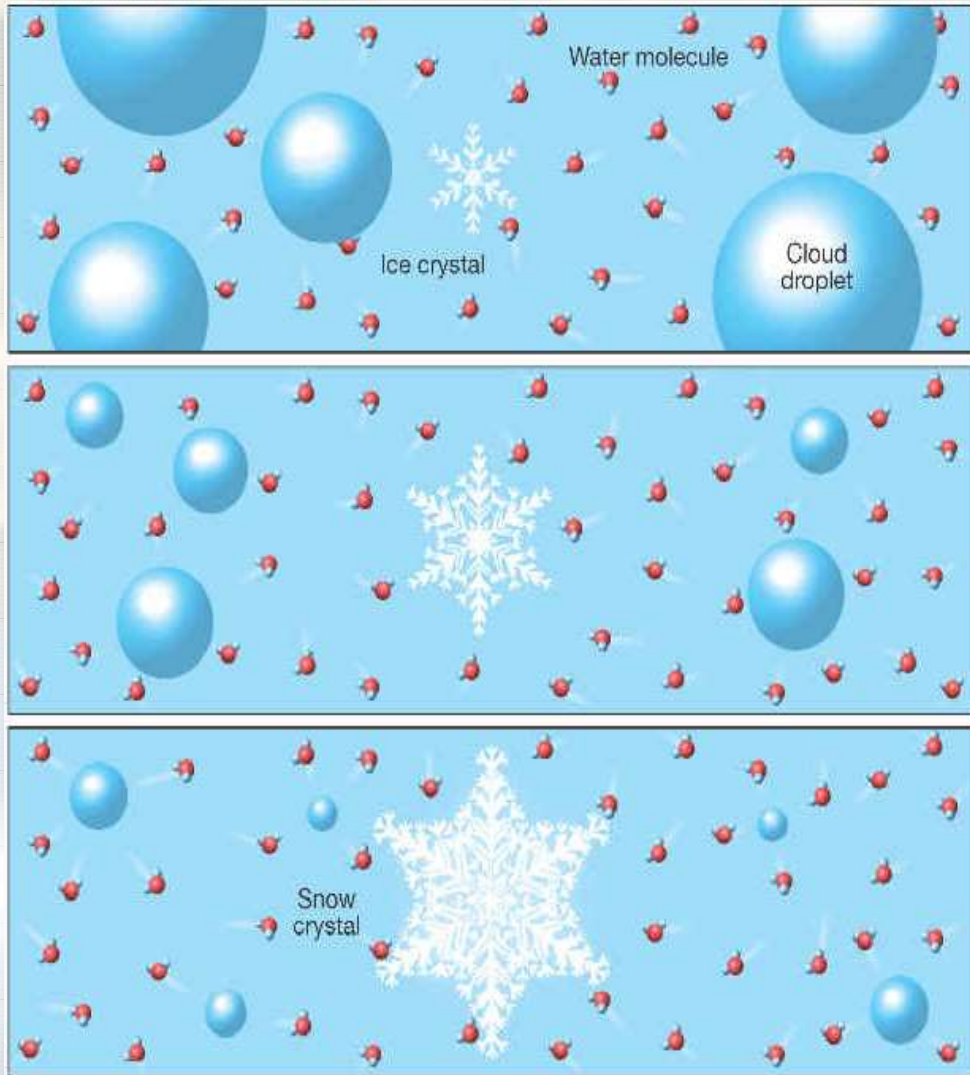 Water molecule
Ice crystal
Cloud
droplet
Snow
crystal